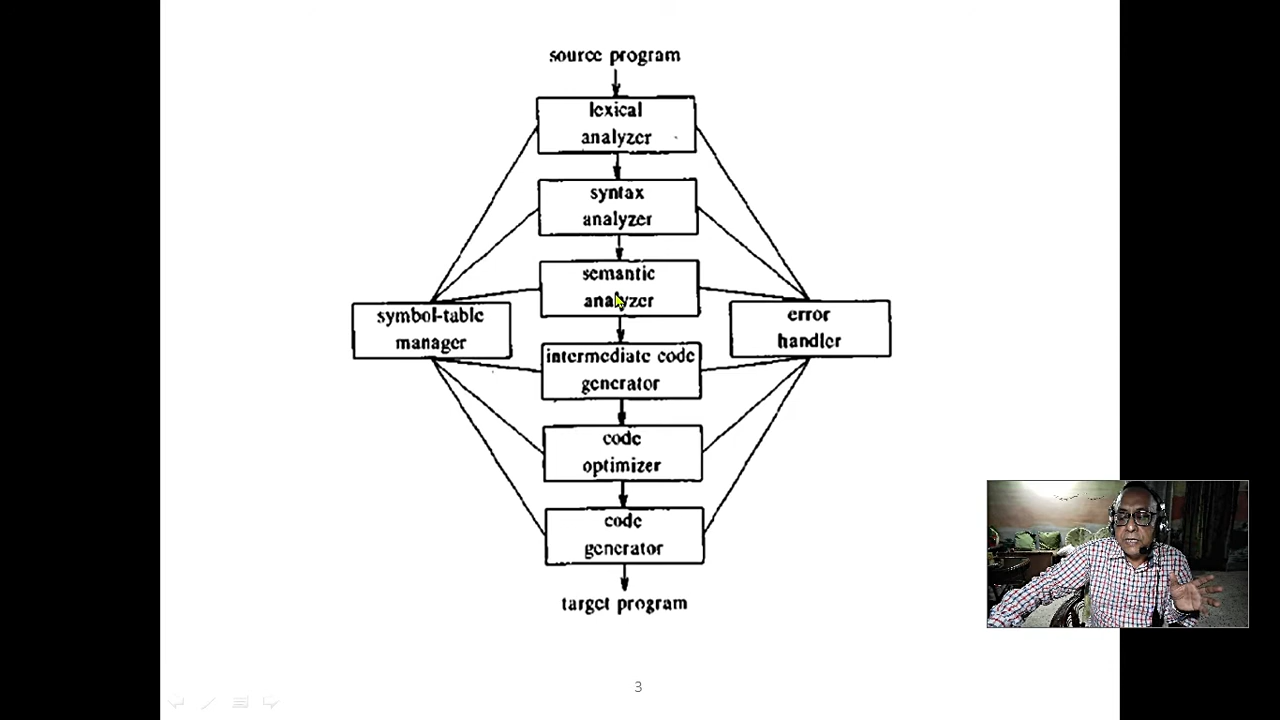 source program
lexical
analyzer
syntax
analyzer
semantic
analyzer
symbol-table
manager
error
handler
intermediate code
generator
code
optimizer
code
generator
target program
3